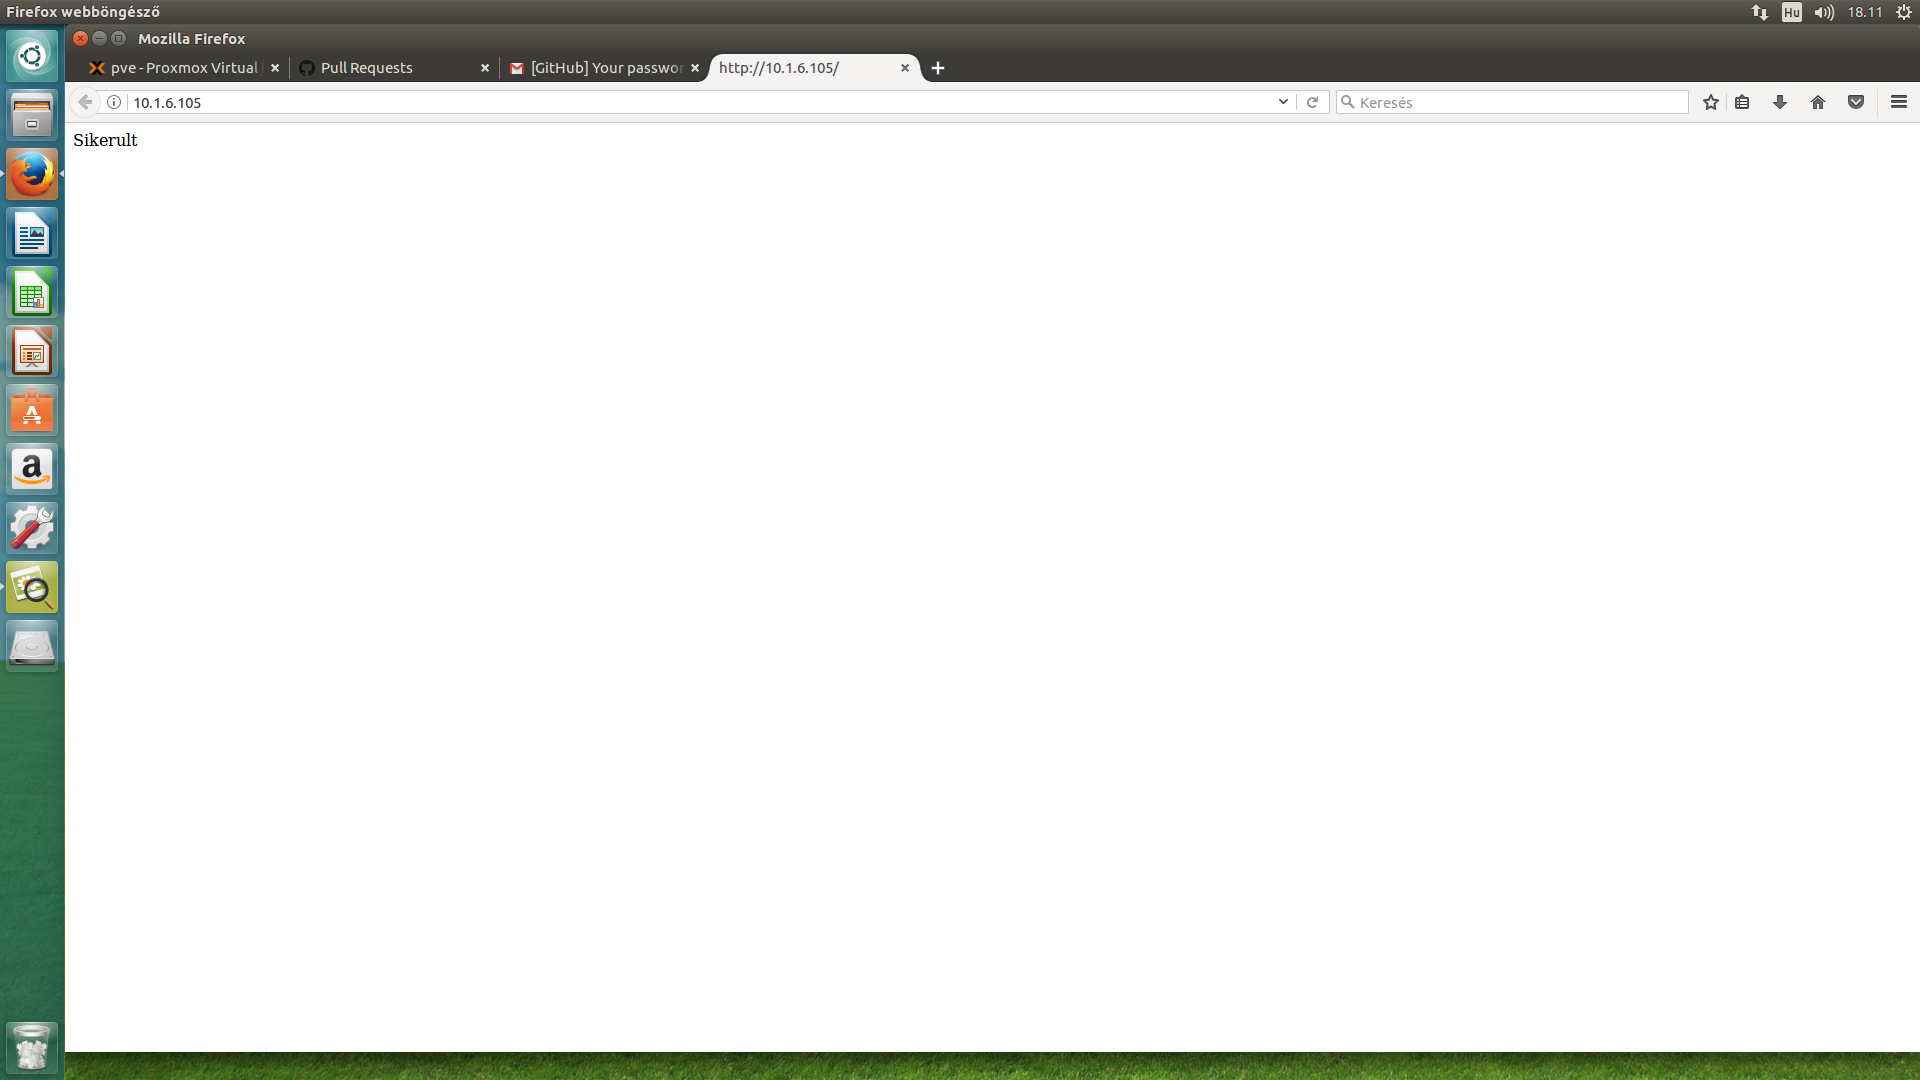 Firefox webböngésző
Hu
18.11
Mozilla Firefox
pve - Proxmox Virtual
Pull Requests
[GitHub] Your passwor
http://10.1.6.105/
10.1.6.105
Keresés
Sikerult